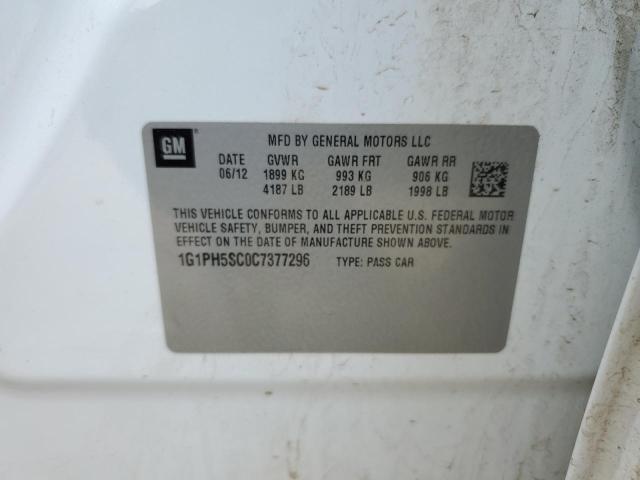 GM
MFD BY GENERAL MOTORS LLC
DATE GVWR GAWR FRT GAWR RR
06/12 1899 KG 993 KG 906 KG
4187 LB 2189 LB 1998 LB
THIS VEHICLE CONFORMS TO ALL APPLICABLE U.S. FEDERAL MOTOR
VEHICLE SAFETY, BUMPER, AND THEFT PREVENTION STANDARDS
IN EFFECT ON THE DATE OF MANUFACTURE SHOWN ABOVE.
1G1PH5SC0C7377296 TYPE: PASS CAR